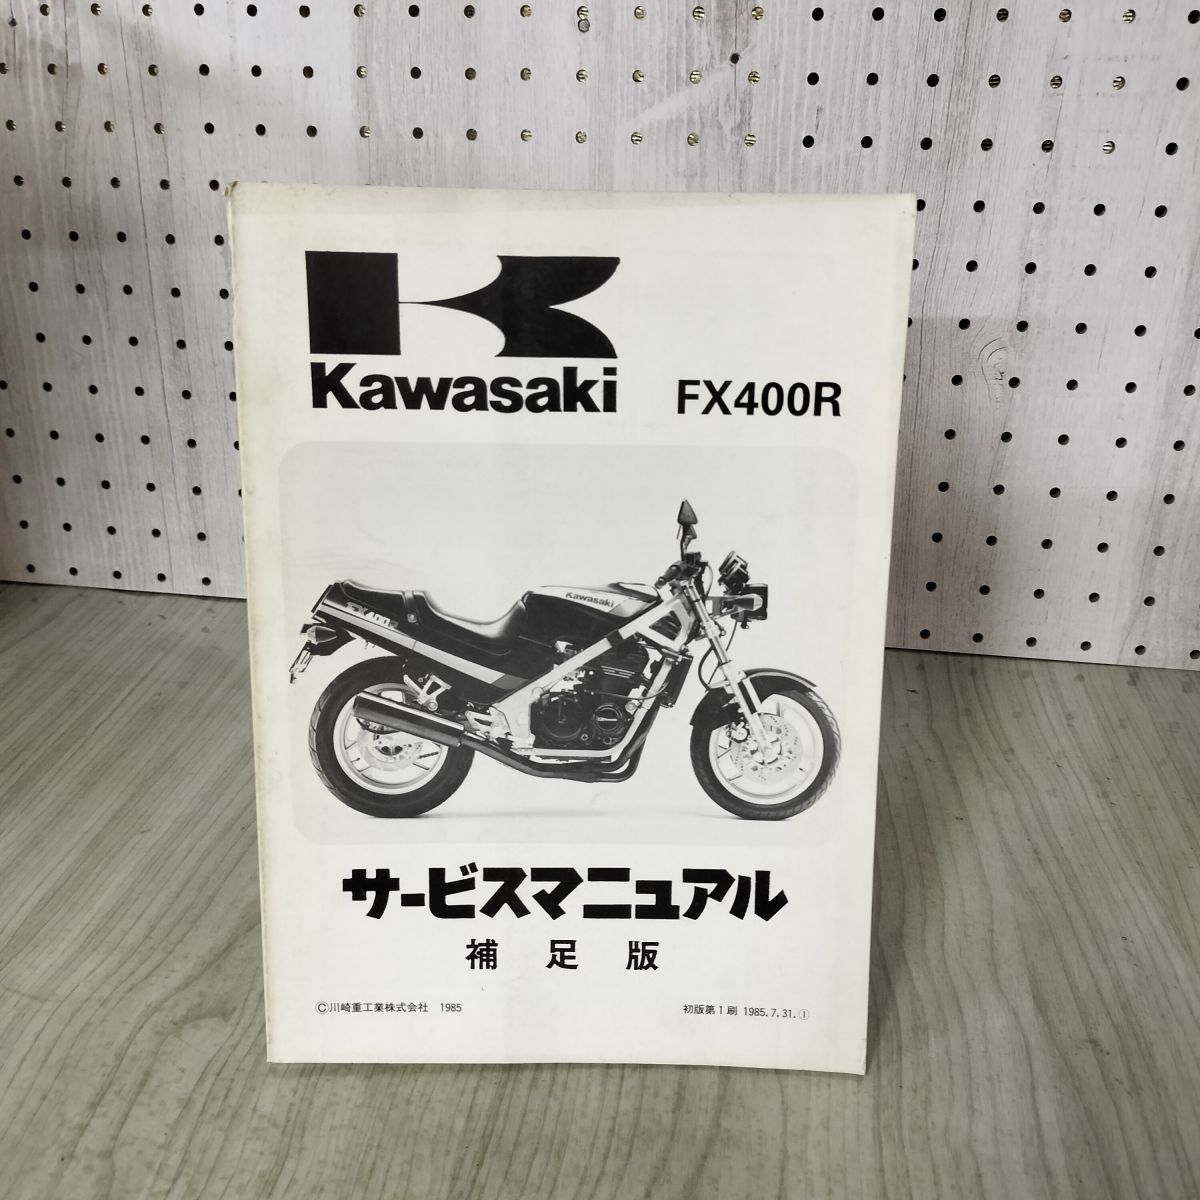 Kawasaki FX400R
Kawasaki
FX400R
サービスマニュアル
補足版
©川崎重工業株式会社 1985
初版第1刷 1985.7.31.①